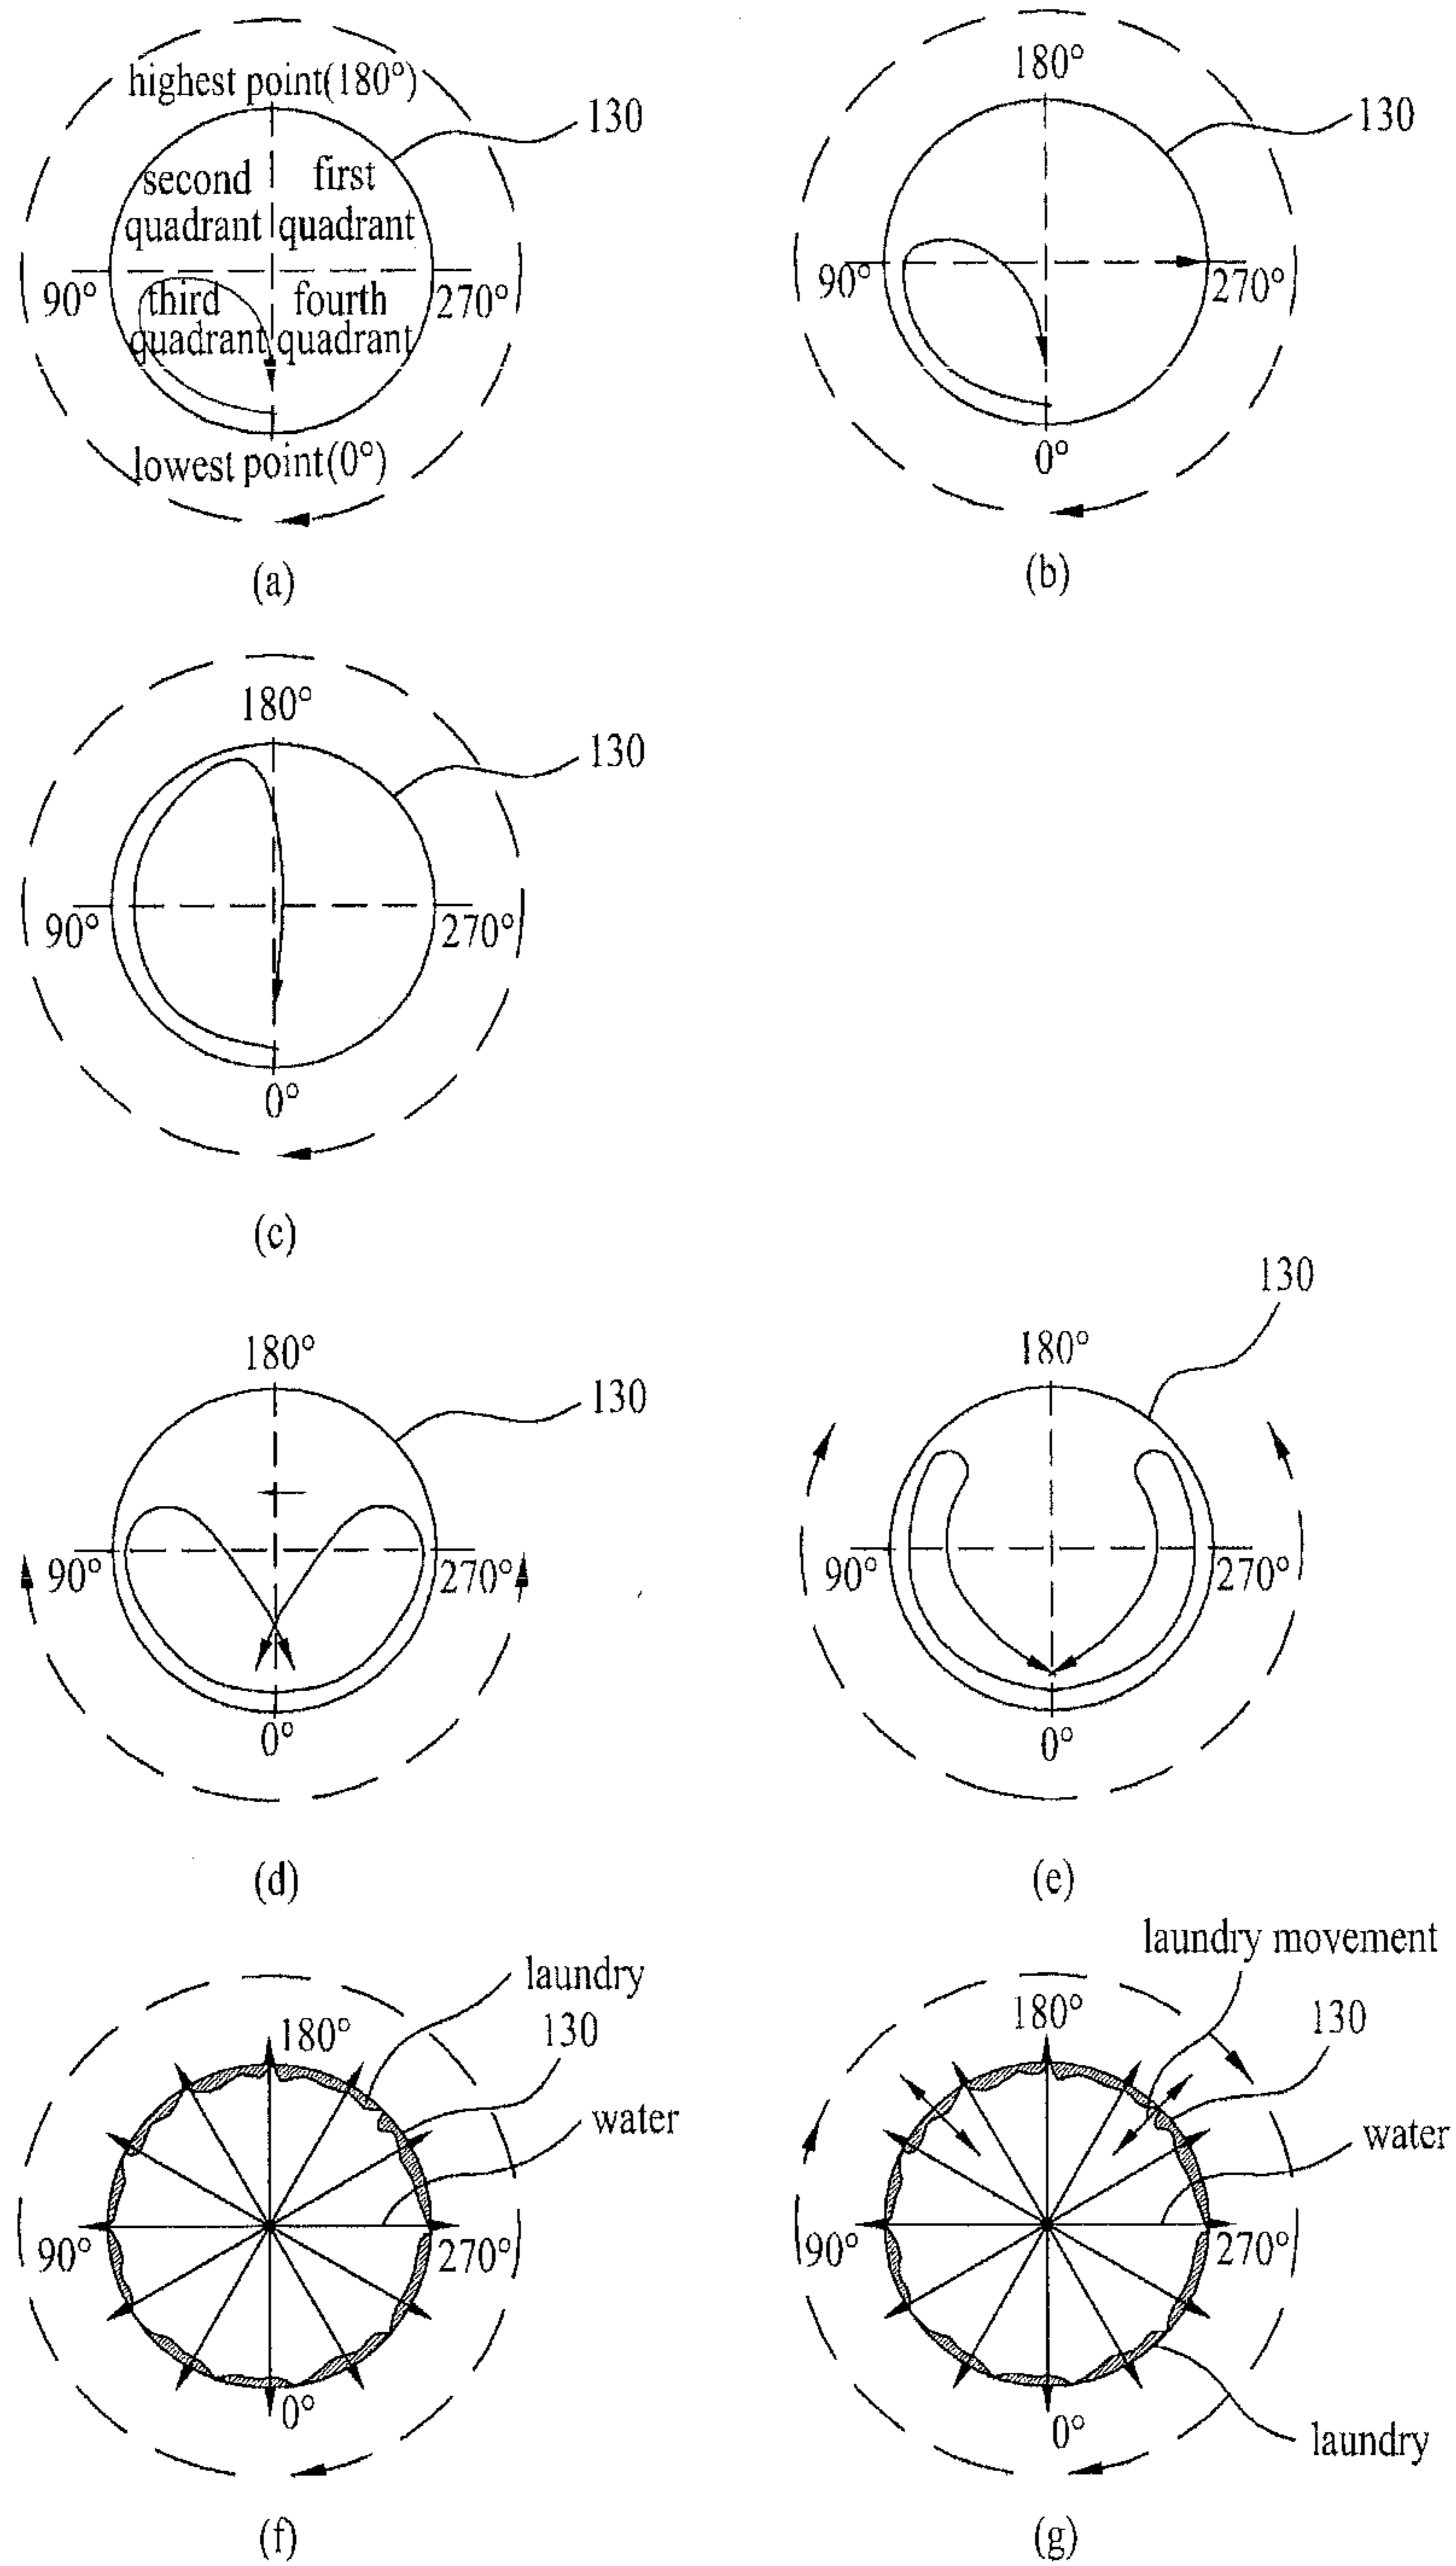 highest point(180°)
130
second
quadrant
first
quadrant
90°
third
quadrant
fourth
quadrant
270°
lowest point(0°)
(a)
180°
130
90°
270°
0°
(b)
180°
130
90°
270°
0°
(c)
180°
130
90°
270°
0°
(d)
130
180°
90°
270°
0°
(e)
laundry
180°
130
water
90°
270°
0°
(f)
laundry movement
180°
130
water
90°
270°
0°
laundry
(g)